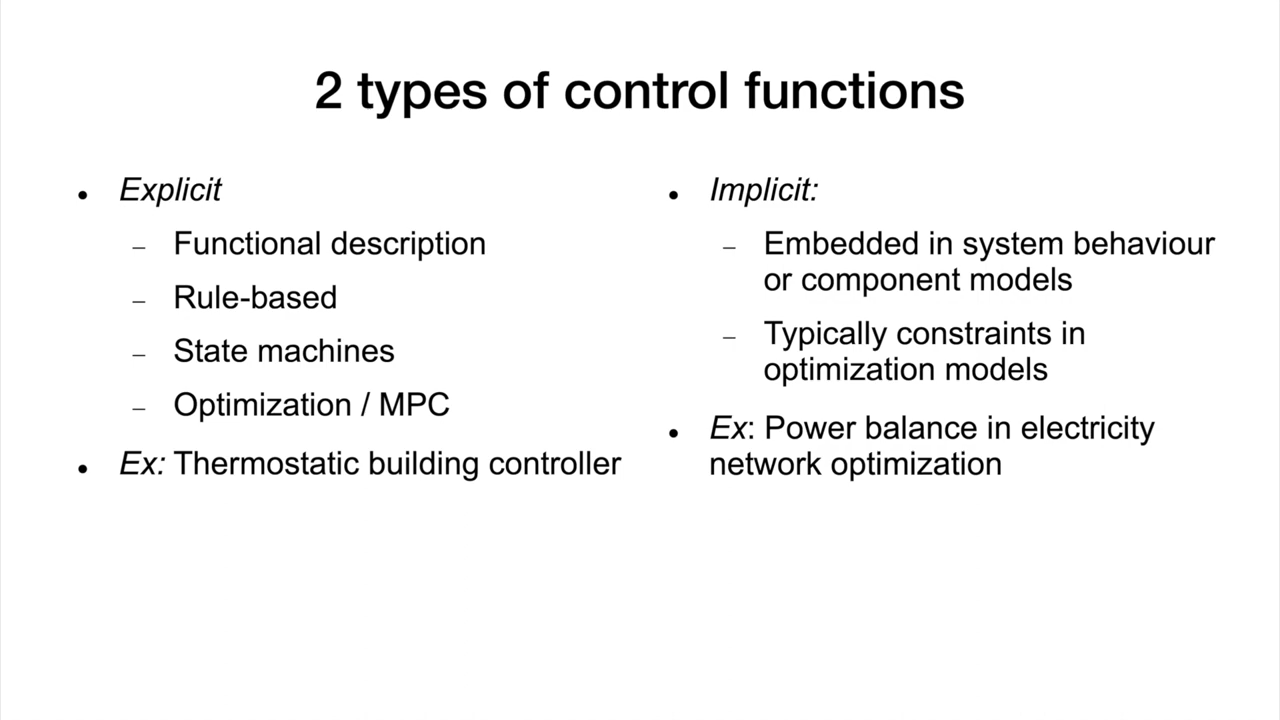 2 types of control functions
• Explicit
– Functional description
– Rule-based
– State machines
– Optimization / MPC
• Ex: Thermostatic building controller
• Implicit:
– Embedded in system behaviour
or component models
– Typically constraints in
optimization models
• Ex: Power balance in electricity
network optimization